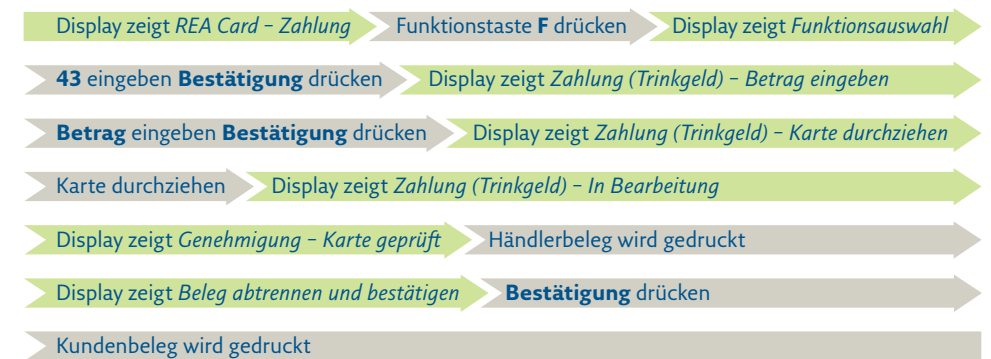 Display zeigt REA Card – Zahlung Funktionstaste F drücken Display zeigt Funktionsauswahl
43 eingeben Bestätigung drücken Display zeigt Zahlung (Trinkgeld) – Betrag eingeben
Betrag eingeben Bestätigung drücken Display zeigt Zahlung (Trinkgeld) – Karte durchziehen
Karte durchziehen Display zeigt Zahlung (Trinkgeld) – In Bearbeitung
Display zeigt Genehmigung – Karte geprüft Händlerbeleg wird gedruckt
Display zeigt Beleg abtrennen und bestätigen Bestätigung drücken
Kundenbeleg wird gedruckt